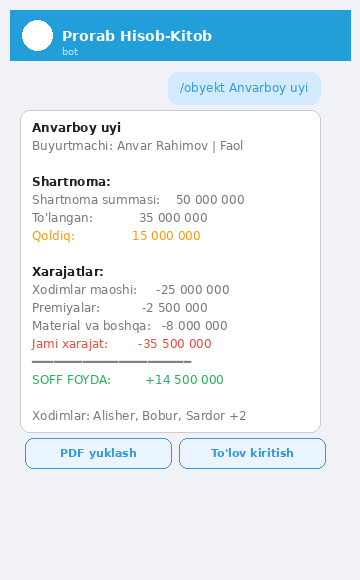 Prorab Hisob-Kitob
bot
/obyekt Anvarboy uyi
Anvarboy uyi
Buyurtmachi: Anvar Rahimov | Faol
Shartnoma:
Shartnoma summasi: 50 000 000
To'langan: 35 000 000
Qoldiq: 15 000 000
Xarajatlar:
Xodimlar maoshi: -25 000 000
Premiyalar: -2 500 000
Material va boshqa: -8 000 000
Jami xarajat: -35 500 000
SOFF FOYDA: +14 500 000
Xodimlar: Alisher, Bobur, Sardor +2
PDF yuklash
To'lov kiritish